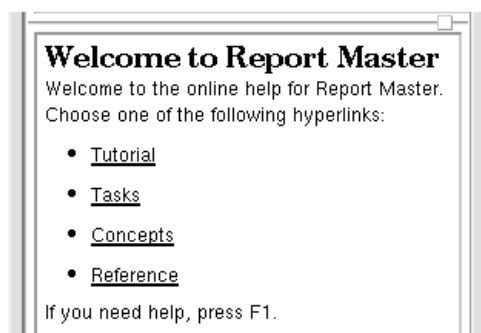 Welcome to Report Master
Welcome to the online help for Report Master.
Choose one of the following hyperlinks:
Tutorial
Tasks
Concepts
Reference
If you need help, press F1.